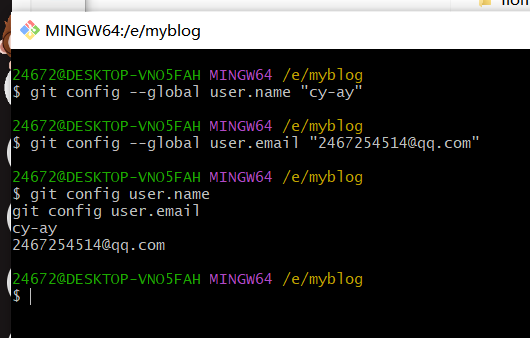 MINGW64:/e/myblog
24672@DESKTOP-VNO5FAH MINGW64 /e/myblog
$ git config --global user.name "cy-ay"
24672@DESKTOP-VNO5FAH MINGW64 /e/myblog
$ git config --global user.email "2467254514@qq.com"
24672@DESKTOP-VNO5FAH MINGW64 /e/myblog
$ git config user.name
git config user.email
cy-ay
2467254514@qq.com
24672@DESKTOP-VNO5FAH MINGW64 /e/myblog
$